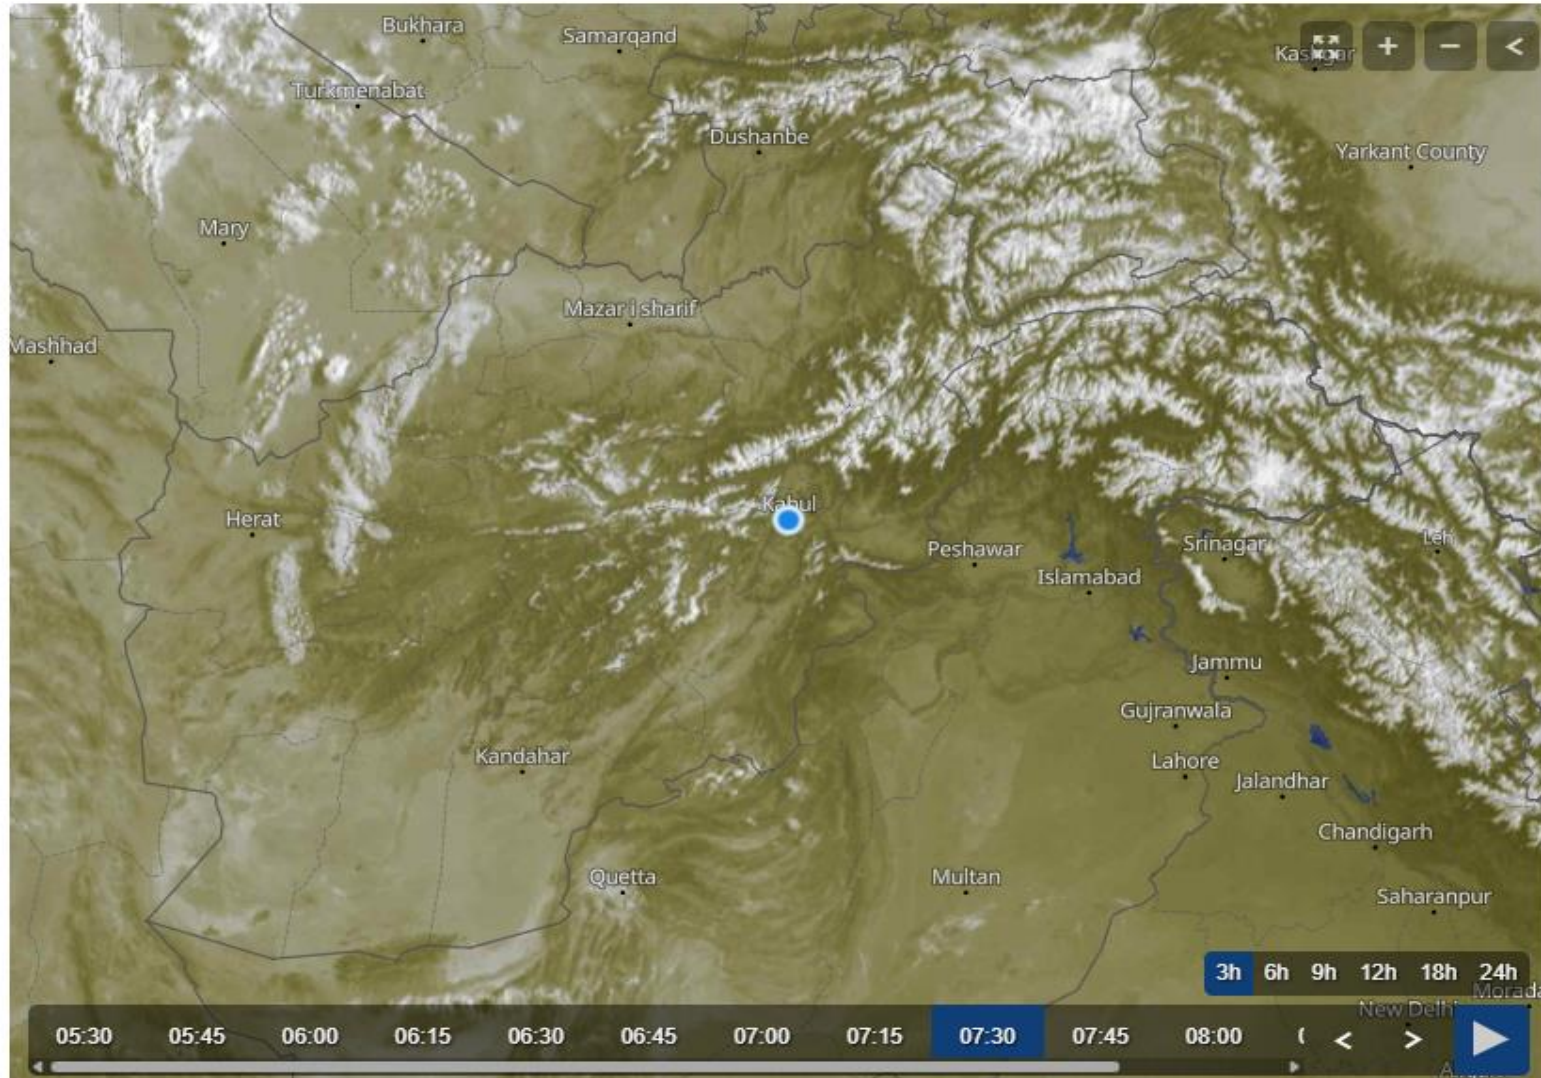 Bukhara
Samarqand
Turkmenabat
Dushanbe
Yarkant County
Mary
Mazar i sharif
Mashhad
Kabul
Herat
Peshawar
Srinagar
Leh
Islamabad
Jammu
Gujranwala
Kandahar
Lahore
Jalandhar
Chandigarh
Quetta
Multan
Saharanpur
3h 6h 9h 12h 18h 24h
New Delhi
05:30 05:45 06:00 06:15 06:30 06:45 07:00 07:15 07:30 07:45 08:00